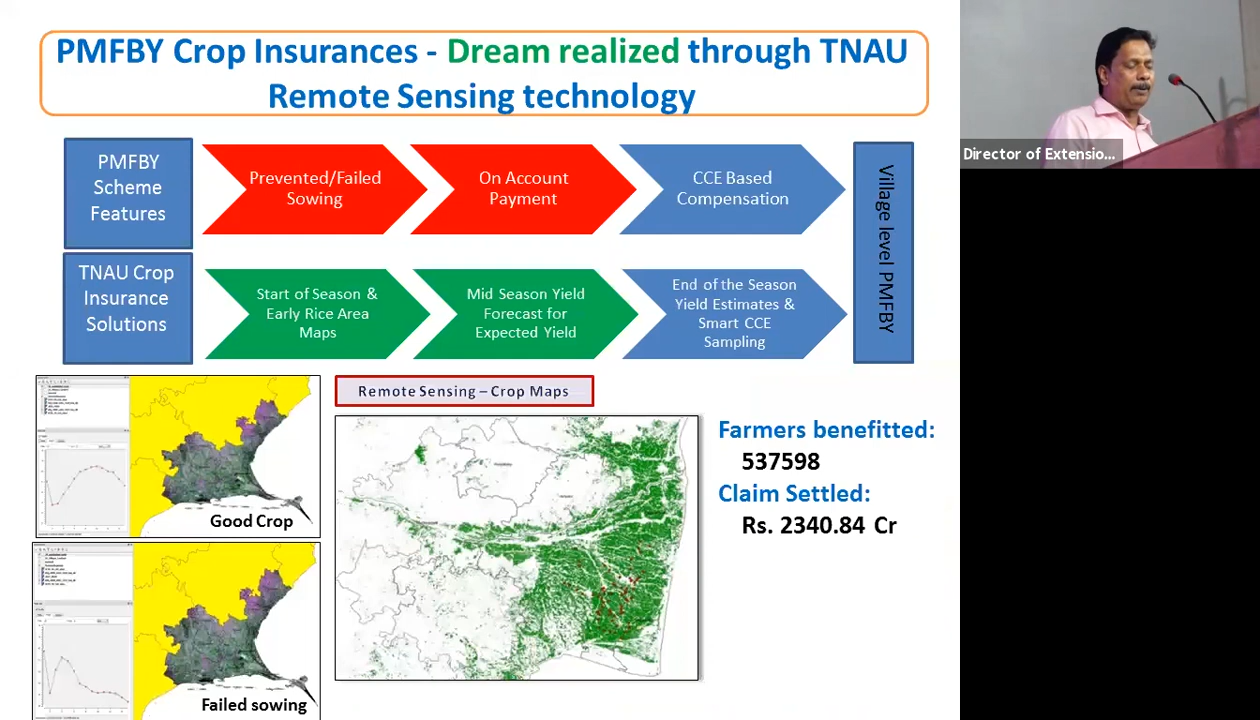 PMFBY Crop Insurances - Dream realized through TNAU
Remote Sensing technology
Director of Extensio...
PMFBY
Scheme
Features
Prevented/Failed
Sowing
On Account
Payment
CCE Based
Compensation
Village level PMFBY
TNAU Crop
Insurance
Solutions
Start of Season &
Early Rice Area
Maps
Mid Season Yield
Forecast for
Expected Yield
End of the Season
Yield Estimates &
Smart CCE
Sampling
Remote Sensing – Crop Maps
Good Crop
Failed sowing
Farmers benefitted:
537598
Claim Settled:
Rs. 2340.84 Cr